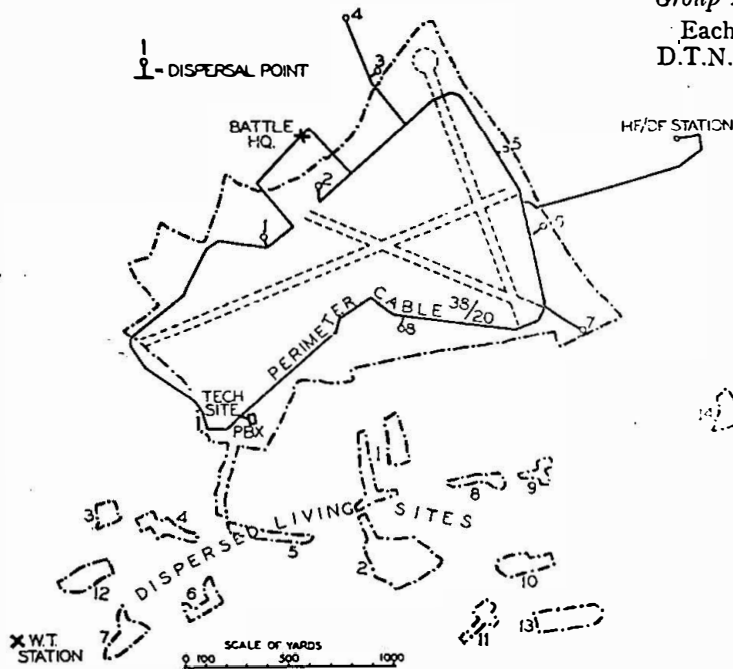 Group
Each
D.T.N.
1
- DISPERSAL POINT
4
3
BATTLE
HQ.
HF/DF STATION
5
2
1
6
PERIMETER CABLE 38/20
7
8
TECH
SITE
PBX
14
1
8
9
3
4
DISPERSED LIVING SITES
5
2
10
12
6
7
11
13
X W.T.
STATION
SCALE OF YARDS
0 100 500 1000